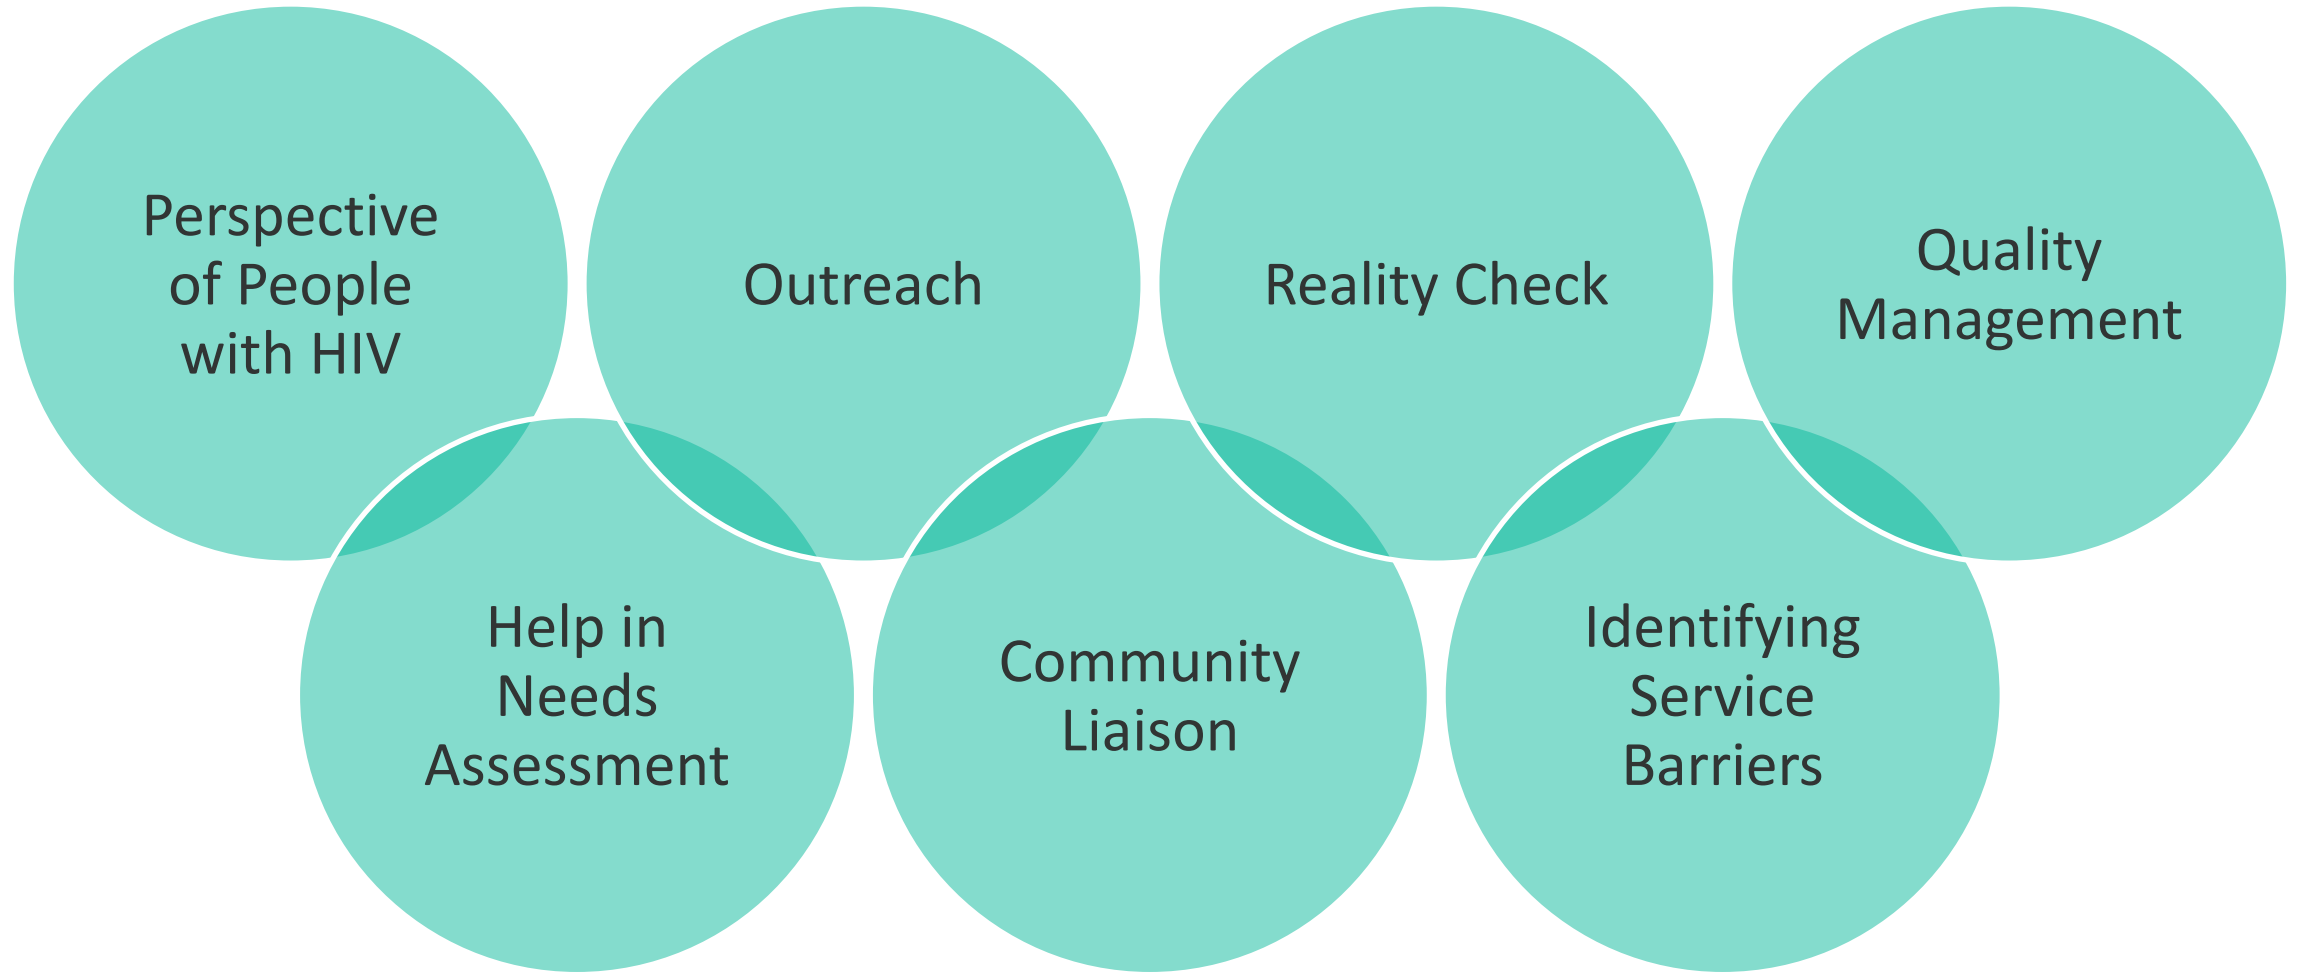 Perspective
of People
with HIV
Outreach
Reality Check
Quality
Management
Help in
Needs
Assessment
Community
Liaison
Identifying
Service
Barriers